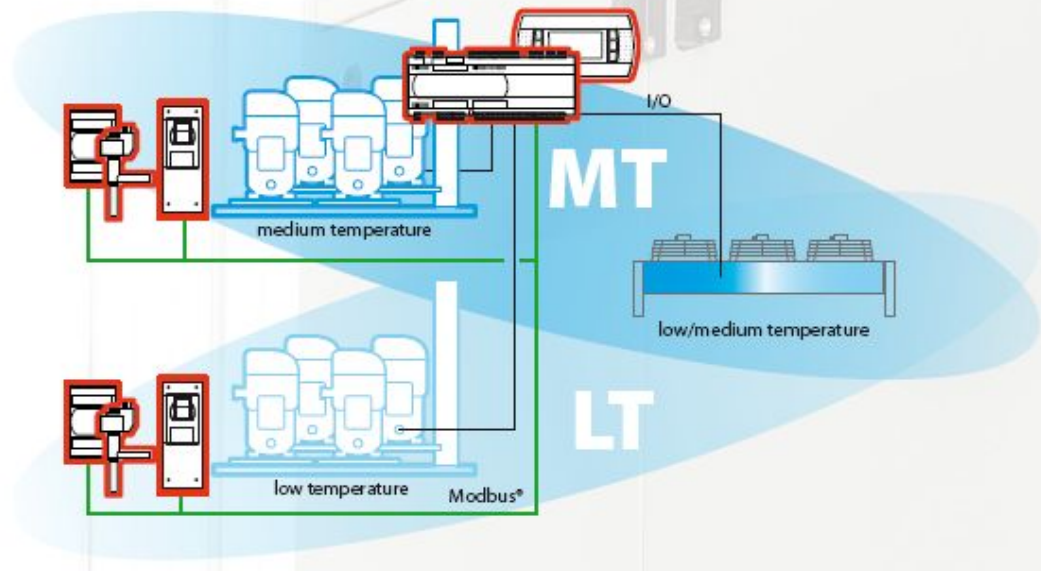 I/O
MT
medium temperature
low/medium temperature
LT
low temperature
Modbus®